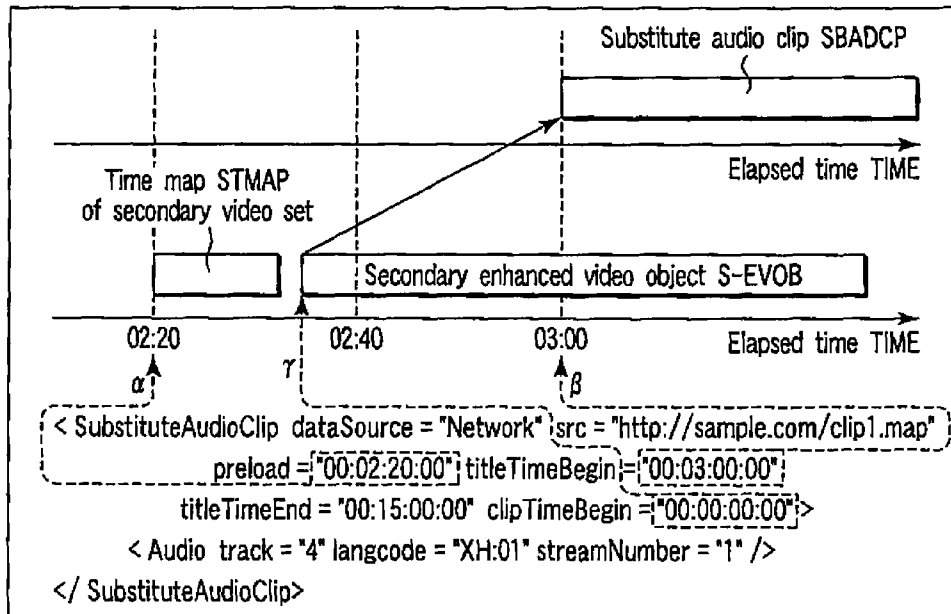 Substitute audio clip SBADCP
Elapsed time TIME
Time map STMAP
of secondary video set
Secondary enhanced video object S-EVOB
02:20 02:40 03:00 Elapsed time TIME
α γ β
< SubstituteAudioClip dataSource = "Network" src = "http://sample.com/clip1.map"
preload = "00:02:20:00" titleTimeBegin = "00:03:00:00"
titleTimeEnd = "00:15:00:00" clipTimeBegin = "00:00:00:00">
< Audio track = "4" langcode = "XH:01" streamNumber = "1" />
</ SubstituteAudioClip>